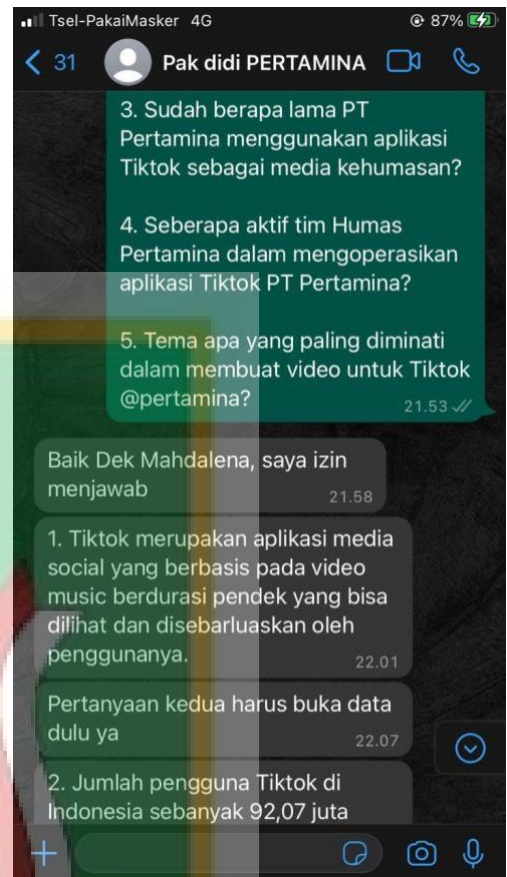 Tsel-PakaiMasker 4G 87%
31 Pak didi PERTAMINA
3. Sudah berapa lama PT
Pertamina menggunakan aplikasi
Tiktok sebagai media kehumasan?
4. Seberapa aktif tim Humas
Pertamina dalam mengoperasikan
aplikasi Tiktok PT Pertamina?
5. Tema apa yang paling diminati
dalam membuat video untuk Tiktok
@pertamina?
21.53
Baik Dek Mahdalena, saya izin
menjawab
21.58
1. Tiktok merupakan aplikasi media
social yang berbasis pada video
music berdurasi pendek yang bisa
dilihat dan disebarluaskan oleh
penggunanya.
22.01
Pertanyaan kedua harus buka data
dulu ya
22.07
2. Jumlah pengguna Tiktok di
Indonesia sebanyak 92,07 juta